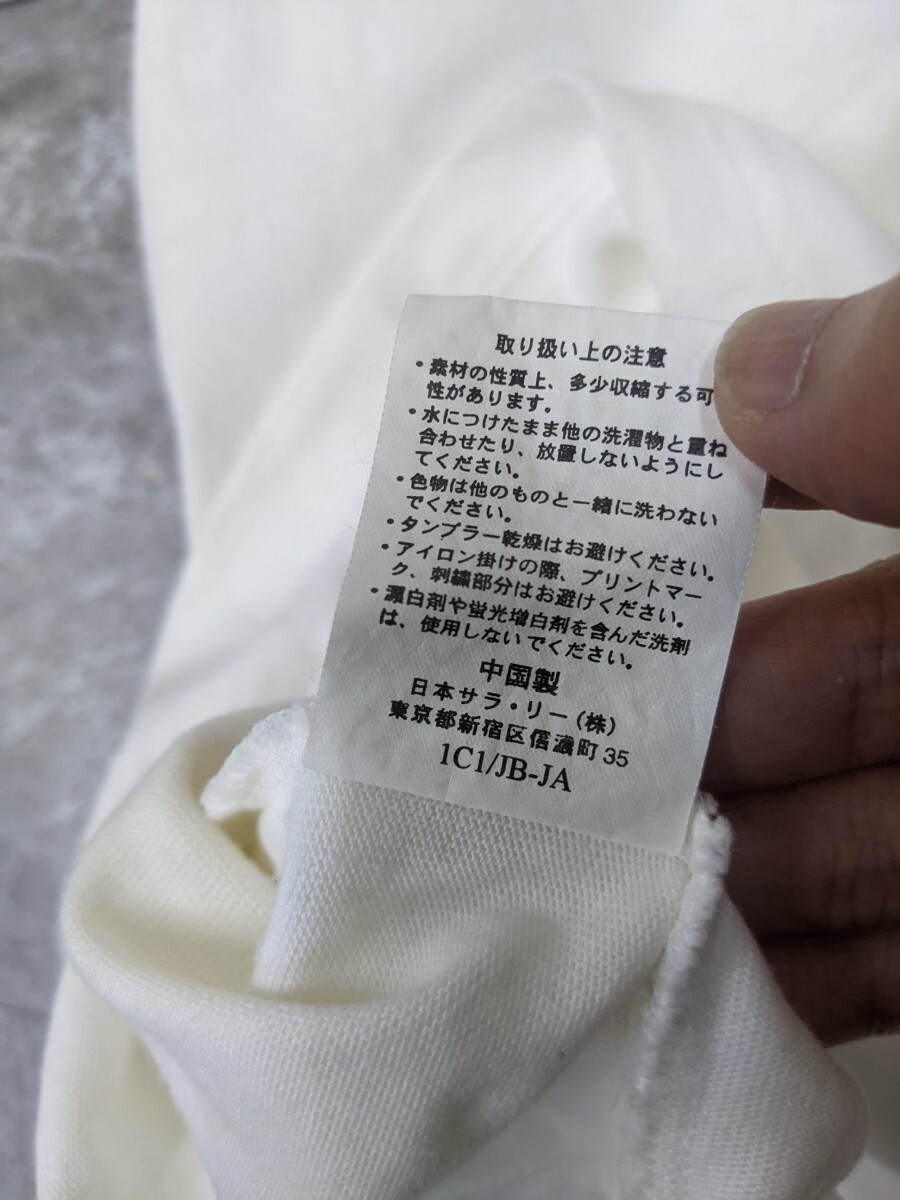 取り扱い上の注意
・素材の性質上、多少収縮する可
性があります。
・水につけたまま他の洗濯物と重ね
合わせたり、放置しないようにし
てください。
・色物は他のものと一緒に洗わない
でください。
・タンブラー乾燥はお避けください。
・アイロン掛けの際、プリントマー
ク、刺繍部分はお避けください。
・漂白剤や蛍光増白剤を含んだ洗剤
は、使用しないでください。
中国製
日本サラ・リー(株)
東京都新宿区信濃町35
1C1/JB-JA